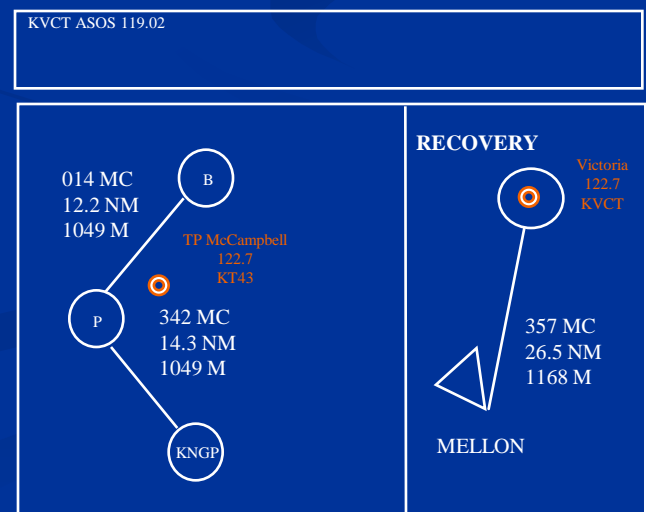 KVCT ASOS 119.02
014 MC
12.2 NM
1049 M
B
TP McCampbell
122.7
KT43
P
342 MC
14.3 NM
1049 M
KNGP
RECOVERY
Victoria
122.7
KVCT
357 MC
26.5 NM
1168 M
MELLON